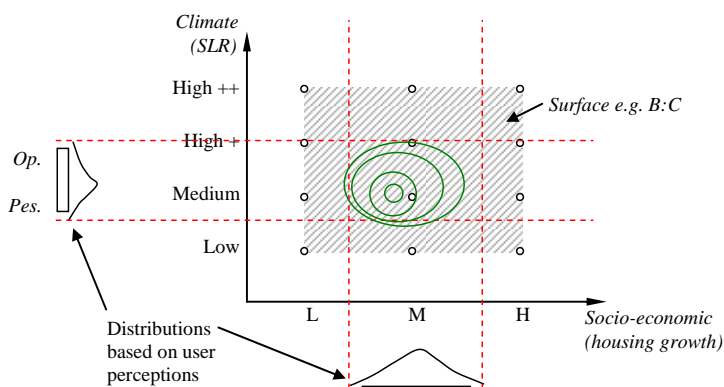 Climate
(SLR)
High ++
Surface e.g. B:C
High +
Op.
Medium
Pes.
Low
L M H
Socio-economic
(housing growth)
Distributions
based on user
perceptions